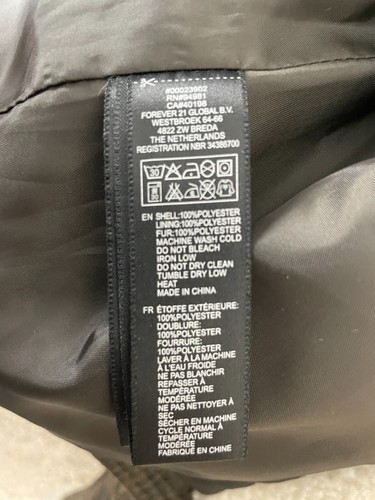 #00023902
RN#94981
CA#40198
FOREVER 21 GLOBAL B.V.
WESTBROEK 64-66
4822 ZW BREDA
THE NETHERLANDS
REGISTRATION NBR 34386700
30
EN SHELL:100%POLYESTER
LINING:100%POLYESTER
FUR:100%POLYESTER
MACHINE WASH COLD
DO NOT BLEACH
IRON LOW
DO NOT DRY CLEAN
TUMBLE DRY LOW
HEAT
MADE IN CHINA
FR ÉTOFFE EXTÉRIEURE:
100%POLYESTER
DOUBLURE:
100%POLYESTER
FOURRURE:
100%POLYESTER
LAVER À LA MACHINE
À L'EAU FROIDE
NE PAS BLANCHIR
REPASSER À
TEMPÉRATURE
MODÉRÉE
NE PAS NETTOYER À
SEC
SÉCHER EN MACHINE
CYCLE NORMAL À
TEMPÉRATURE
MODÉRÉE
FABRIQUÉ EN CHINE